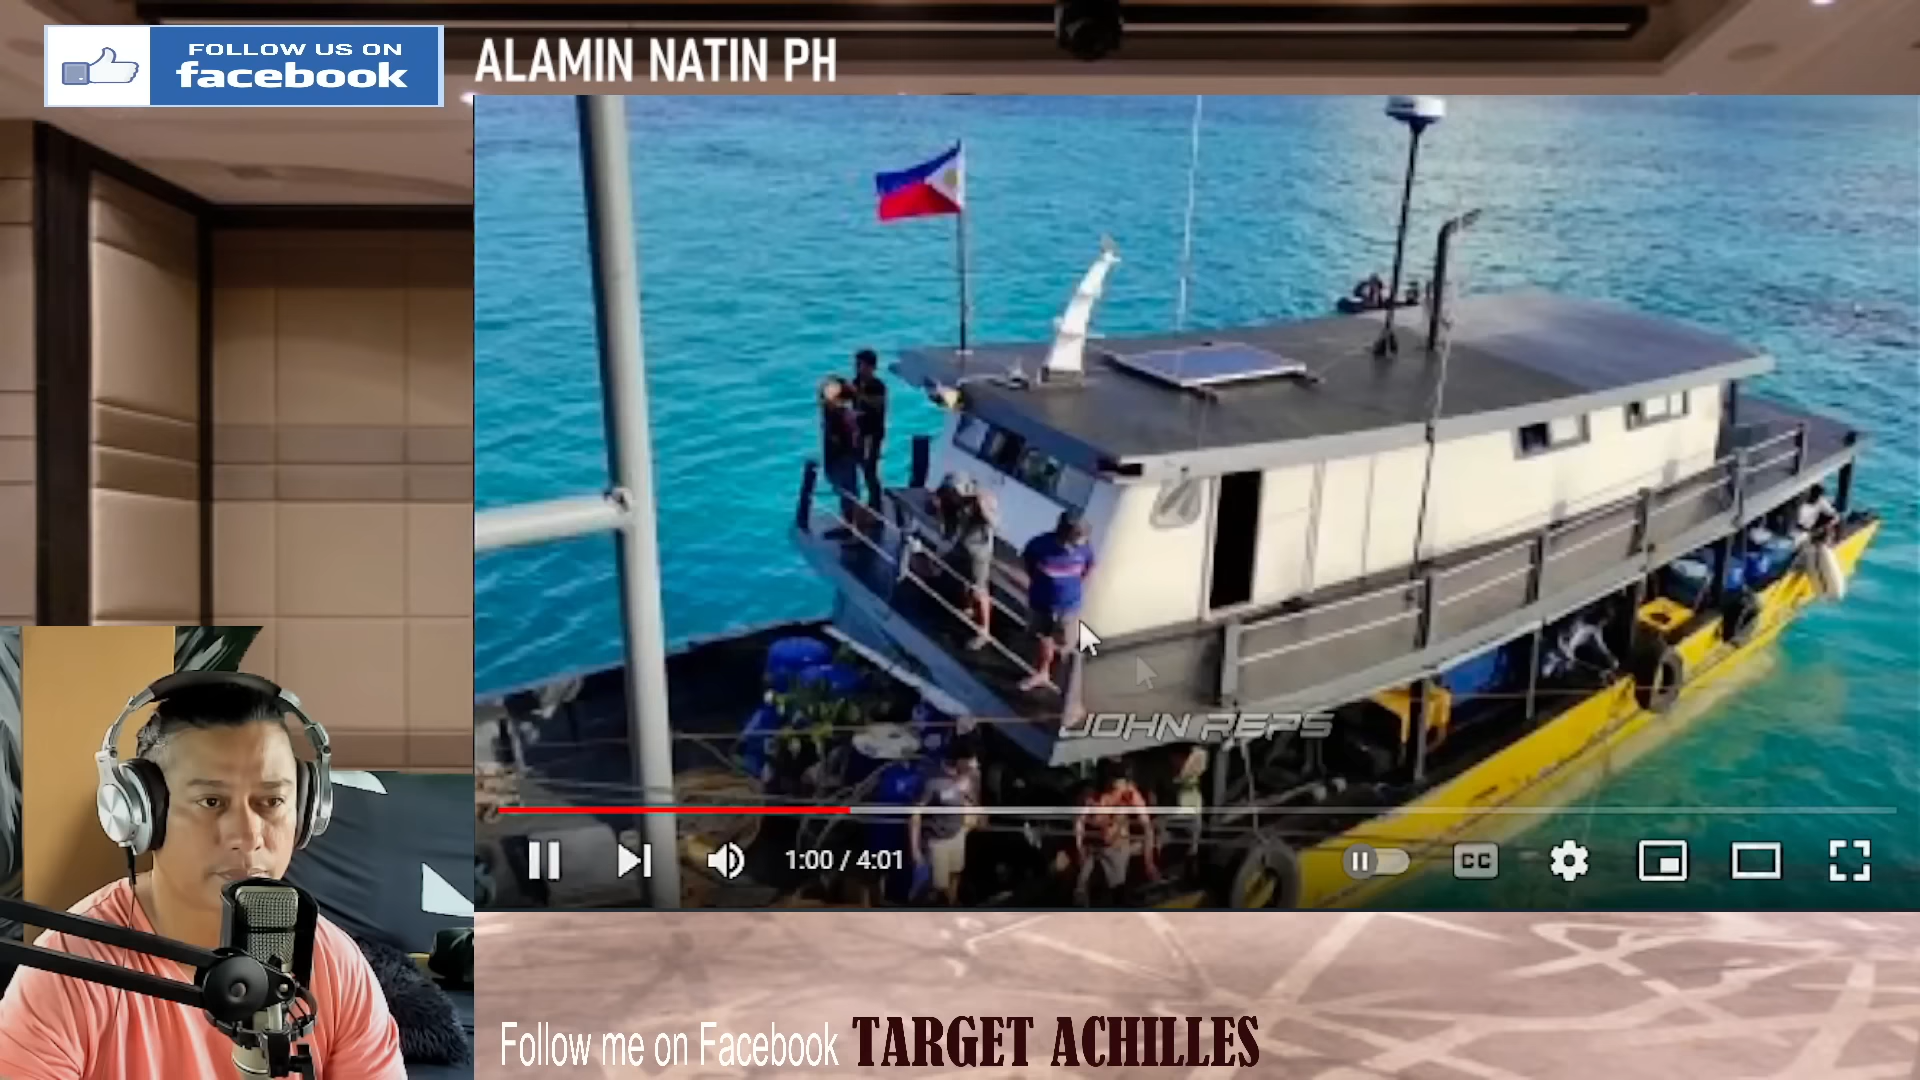 FOLLOW US ON
facebook
ALAMIN NATIN PH
JOHN REPS
1:00 / 4:01
CC
Follow me on Facebook TARGET ACHILLES